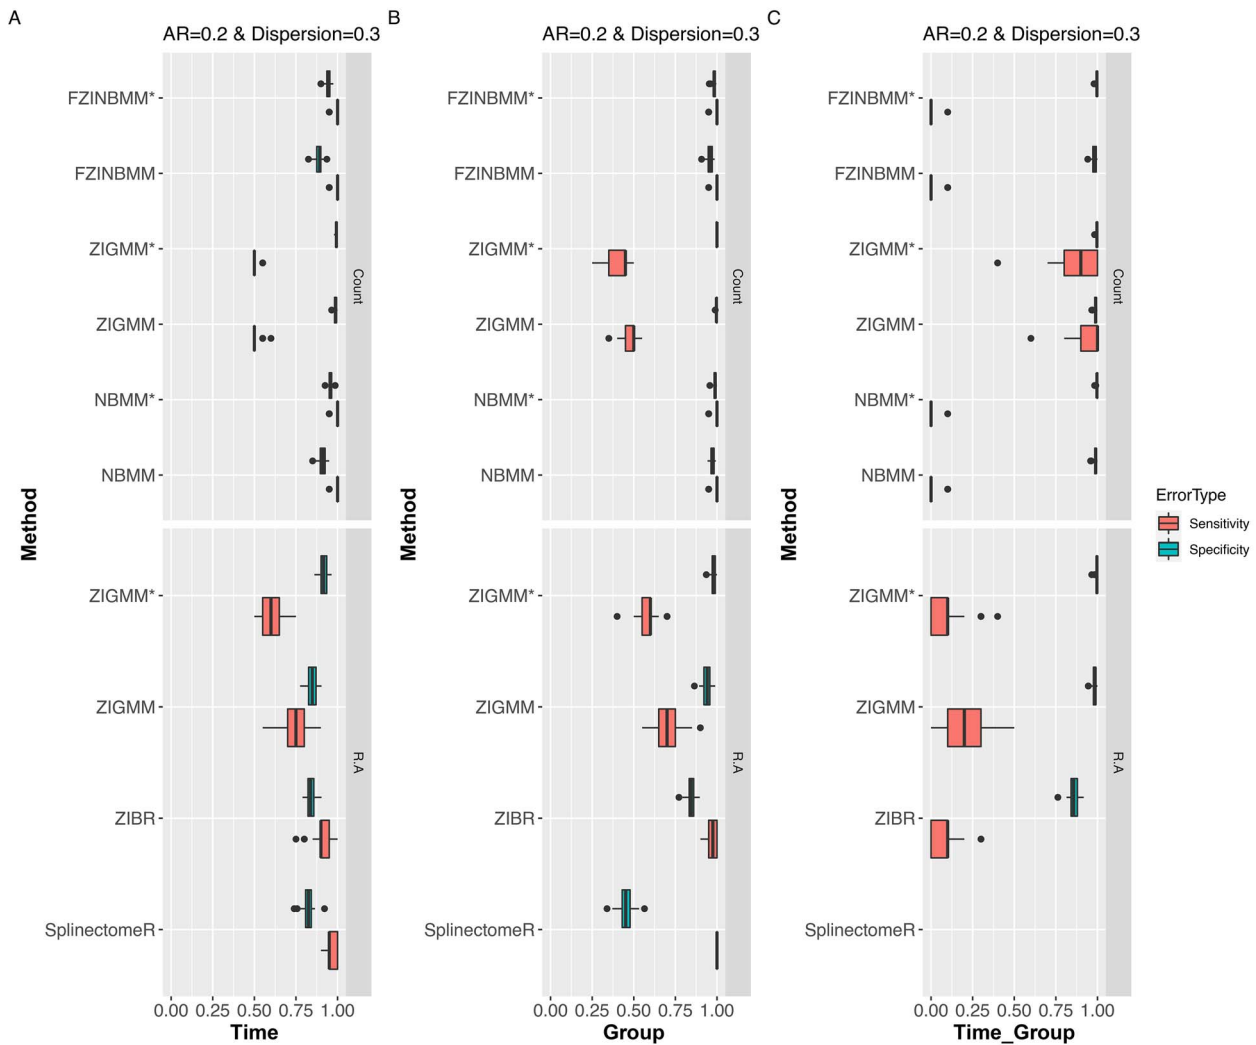 A
AR=0.2 & Dispersion=0.3
FZINBMM*
FZINBMM
ZIGMM*
ZIGMM
NBMM*
NBMM
Count
ZIGMM*
ZIGMM
ZIBR
SplinectomeR
R.A
Method
0.00 0.25 0.50 0.75 1.00
Time
B
AR=0.2 & Dispersion=0.3
FZINBMM*
FZINBMM
ZIGMM*
ZIGMM
NBMM*
NBMM
Count
ZIGMM*
ZIGMM
ZIBR
SplinectomeR
R.A
Method
0.00 0.25 0.50 0.75 1.00
Group
C
AR=0.2 & Dispersion=0.3
FZINBMM*
FZINBMM
ZIGMM*
ZIGMM
NBMM*
NBMM
Count
ZIGMM*
ZIGMM
ZIBR
SplinectomeR
R.A
Method
0.00 0.25 0.50 0.75 1.00
Time_Group
ErrorType
Sensitivity
Specificity